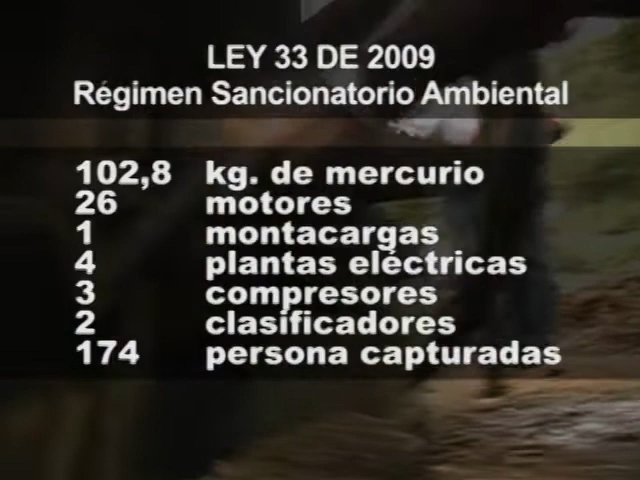 LEY 33 DE 2009
Régimen Sancionatorio Ambiental
102,8 kg. de mercurio
26 motores
1 montacargas
4 plantas eléctricas
3 compresores
2 clasificadores
174 persona capturadas